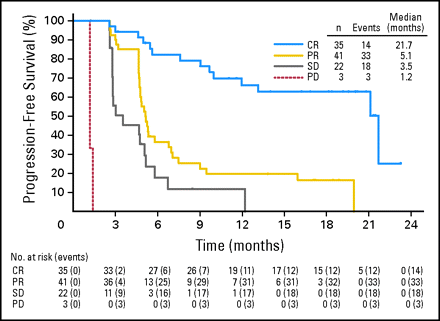 Progression-Free Survival (%)
100
90
80
70
60
50
40
30
20
10
n Events Median (months)
CR 35 14 21.7
PR 41 33 5.1
SD 22 18 3.5
PD 3 3 1.2
0 3 6 9 12 15 18 21 24
Time (months)
No. at risk (events)
CR 35 (0) 33 (2) 27 (6) 26 (7) 19 (11) 17 (12) 15 (12) 5 (12) 0 (14)
PR 41 (0) 36 (4) 13 (25) 9 (29) 7 (31) 6 (31) 3 (32) 0 (33) 0 (33)
SD 22 (0) 11 (9) 3 (16) 1 (17) 1 (17) 0 (18) 0 (18) 0 (18) 0 (18)
PD 3 (0) 0 (3) 0 (3) 0 (3) 0 (3) 0 (3) 0 (3) 0 (3) 0 (3)